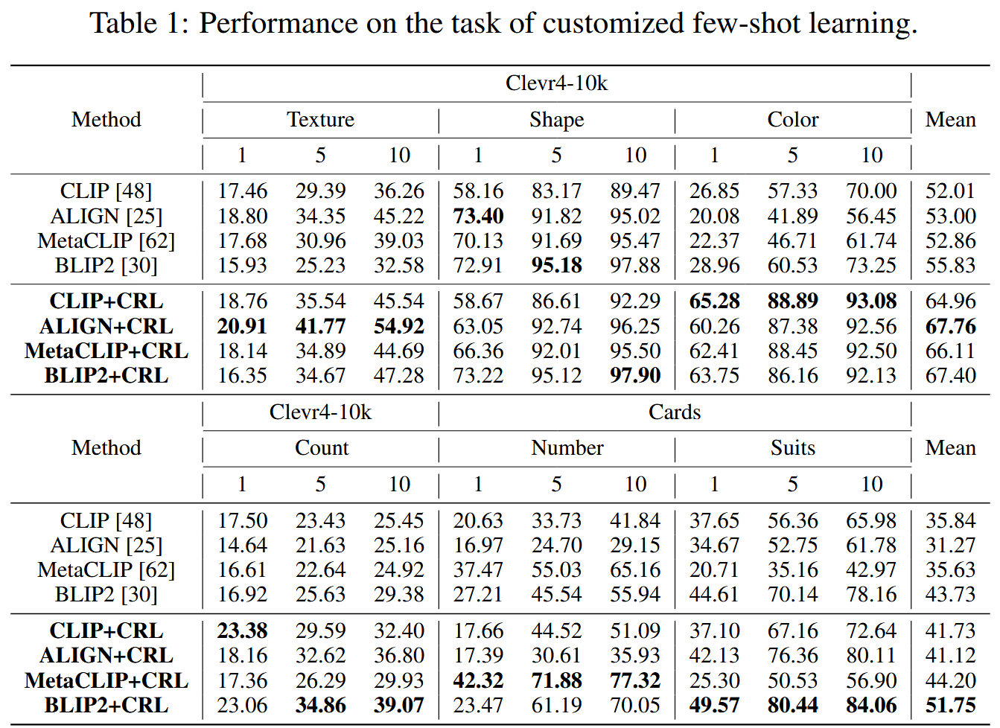 Table 1: Performance on the task of customized few-shot learning.
Clevr4-10k
Method Texture Shape Color Mean
1 5 10 1 5 10 1 5 10
CLIP [48] 17.46 29.39 36.26 58.16 83.17 89.47 26.85 57.33 70.00 52.01
ALIGN [25] 18.80 34.35 45.22 73.40 91.82 95.02 20.08 41.89 56.45 53.00
MetaCLIP [62] 17.68 30.96 39.03 70.13 91.69 95.47 22.37 46.71 61.74 52.86
BLIP2 [30] 15.93 25.23 32.58 72.91 95.18 97.88 28.96 60.53 73.25 55.83
CLIP+CRL 18.76 35.54 45.54 58.67 86.61 92.29 65.28 88.89 93.08 64.96
ALIGN+CRL 20.91 41.77 54.92 63.05 92.74 96.25 60.26 87.38 92.56 67.76
MetaCLIP+CRL 18.14 34.89 44.69 66.36 92.01 95.50 62.41 88.45 92.50 66.11
BLIP2+CRL 16.35 34.67 47.28 73.22 95.12 97.90 63.75 86.16 92.13 67.40
Clevr4-10k Cards
Method Count Number Suits Mean
1 5 10 1 5 10 1 5 10
CLIP [48] 17.50 23.43 25.45 20.63 33.73 41.84 37.65 56.36 65.98 35.84
ALIGN [25] 14.64 21.63 25.16 16.97 24.70 29.15 34.67 52.75 61.78 31.27
MetaCLIP [62] 16.61 22.64 24.92 37.47 55.03 65.16 20.71 35.16 42.97 35.63
BLIP2 [30] 16.92 25.63 29.38 27.21 45.54 55.94 44.61 70.14 78.16 43.73
CLIP+CRL 23.38 29.59 32.40 17.66 44.52 51.09 37.10 67.16 72.64 41.73
ALIGN+CRL 18.16 32.62 36.80 17.39 30.61 35.93 42.13 76.36 80.11 41.12
MetaCLIP+CRL 17.36 26.29 29.93 42.32 71.88 77.32 25.30 50.53 56.90 44.20
BLIP2+CRL 23.06 34.86 39.07 23.47 61.19 70.05 49.57 80.44 84.06 51.75